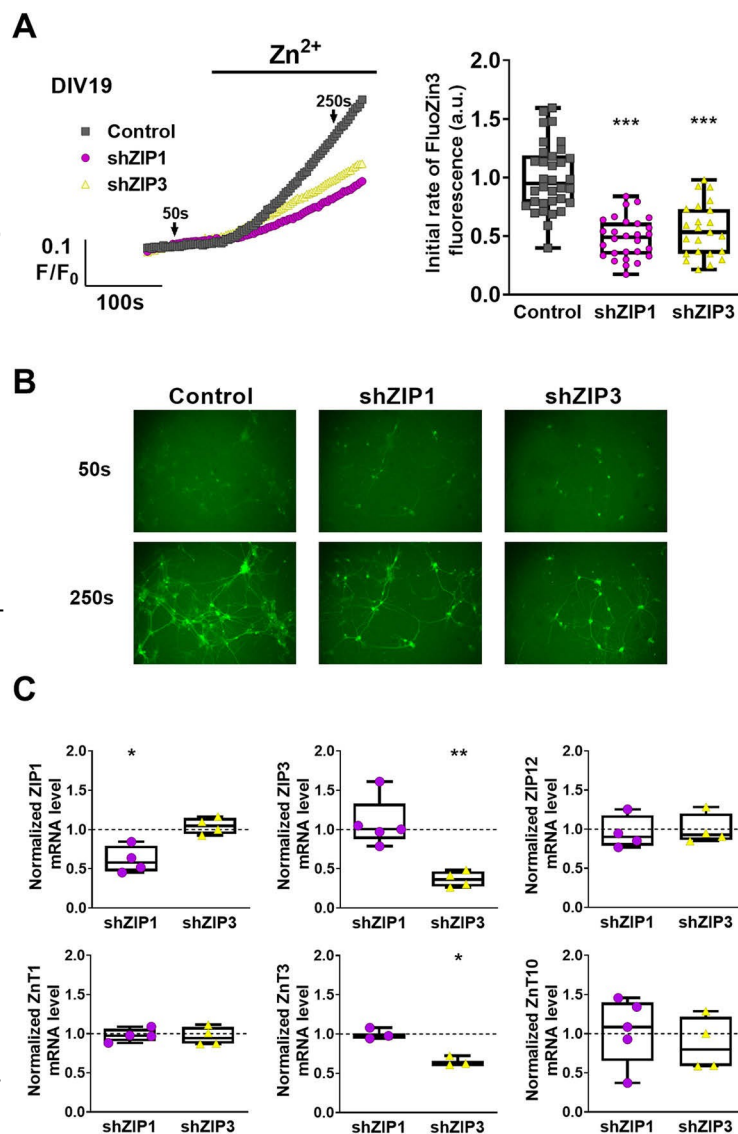 A
Zn2+
DIV19
Control
shZIP1
shZIP3
50s
250s
0.1
F/F0
100s
Initial rate of FluoZin3
fluorescence (a.u.)
2.0
1.5
1.0
0.5
0.0
*** ***
Control shZIP1 shZIP3
B
Control shZIP1 shZIP3
50s
250s
C
Normalized ZIP1
mRNA level
2.0
1.5
1.0
0.5
0.0
*
shZIP1 shZIP3
Normalized ZIP3
mRNA level
2.0
1.5
1.0
0.5
0.0
**
shZIP1 shZIP3
Normalized ZIP12
mRNA level
2.0
1.5
1.0
0.5
0.0
shZIP1 shZIP3
Normalized ZnT1
mRNA level
2.0
1.5
1.0
0.5
0.0
shZIP1 shZIP3
Normalized ZnT3
mRNA level
2.0
1.5
1.0
0.5
0.0
*
shZIP1 shZIP3
Normalized ZnT10
mRNA level
2.0
1.5
1.0
0.5
0.0
shZIP1 shZIP3